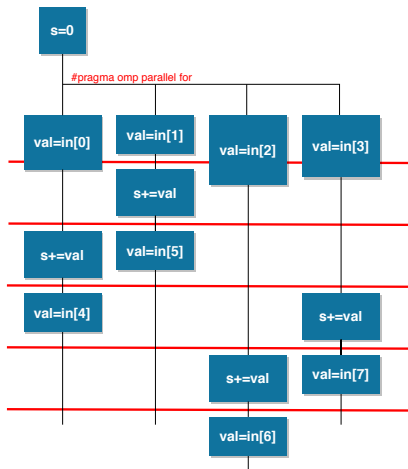 s=0
#pragma omp parallel for
val=in[0]
val=in[1]
val=in[2]
val=in[3]
s+=val
s+=val
val=in[5]
val=in[4]
s+=val
s+=val
val=in[7]
val=in[6]